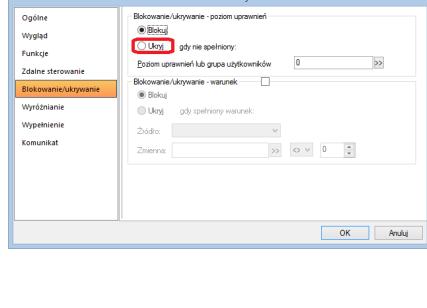 Ogólne
Wygląd
Funkcje
Zdalne sterowanie
Blokowanie/ukrywanie
Wyróżnianie
Wypełnienie
Komunikat
Blokowanie/ukrywanie - poziom uprawnień
Blokuj
Ukryj gdy nie spełniony:
Poziom uprawnień lub grupa użytkowników 0 >>
Blokowanie/ukrywanie - warunek
Blokuj
Ukryj gdy spełniony warunek:
Źródło:
Zmienna: >> <> 0
OK Anuluj